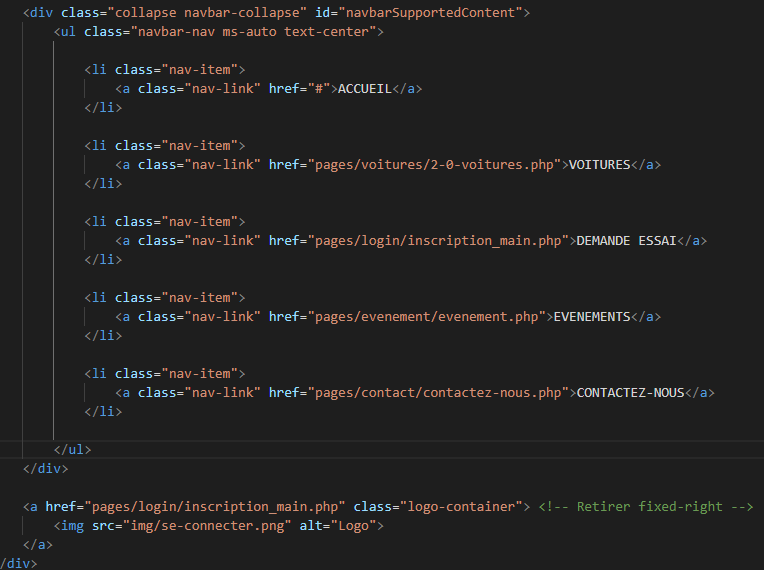 <div class="collapse navbar-collapse" id="navbarSupportedContent">
<ul class="navbar-nav ms-auto text-center">
<li class="nav-item">
<a class="nav-link" href="#">ACCUEIL</a>
</li>
<li class="nav-item">
<a class="nav-link" href="pages/voitures/2-0-voitures.php">VOITURES</a>
</li>
<li class="nav-item">
<a class="nav-link" href="pages/login/inscription_main.php">DEMANDE ESSAI</a>
</li>
<li class="nav-item">
<a class="nav-link" href="pages/evenement/evenement.php">EVENEMENTS</a>
</li>
<li class="nav-item">
<a class="nav-link" href="pages/contact/contactez-nous.php">CONTACTEZ-NOUS</a>
</li>
</ul>
</div>
<a href="pages/login/inscription_main.php" class="logo-container"> <!-- Retirer fixed-right -->
<img src="img/se-connecter.png" alt="Logo">
</a>
/div>